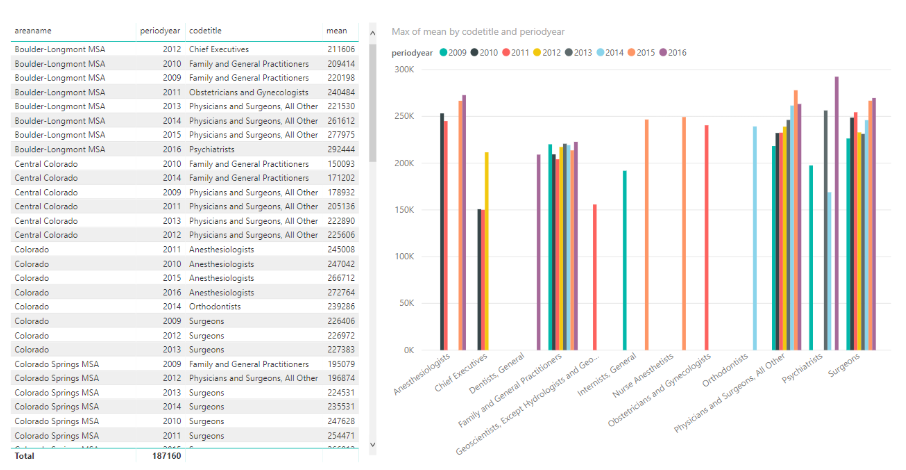 areaname periodyear codetitle mean
Boulder-Longmont MSA 2012 Chief Executives 211606
Boulder-Longmont MSA 2010 Family and General Practitioners 209414
Boulder-Longmont MSA 2009 Family and General Practitioners 220198
Boulder-Longmont MSA 2011 Obstetricians and Gynecologists 240484
Boulder-Longmont MSA 2013 Physicians and Surgeons, All Other 221530
Boulder-Longmont MSA 2014 Physicians and Surgeons, All Other 261612
Boulder-Longmont MSA 2015 Physicians and Surgeons, All Other 277975
Boulder-Longmont MSA 2016 Psychiatrists 292444
Central Colorado 2010 Family and General Practitioners 150093
Central Colorado 2014 Family and General Practitioners 171202
Central Colorado 2009 Physicians and Surgeons, All Other 178932
Central Colorado 2011 Physicians and Surgeons, All Other 205136
Central Colorado 2013 Physicians and Surgeons, All Other 222890
Central Colorado 2012 Physicians and Surgeons, All Other 225606
Colorado 2011 Anesthesiologists 245008
Colorado 2010 Anesthesiologists 247042
Colorado 2015 Anesthesiologists 266712
Colorado 2016 Anesthesiologists 272764
Colorado 2014 Orthodontists 239286
Colorado 2009 Surgeons 226406
Colorado 2012 Surgeons 226972
Colorado 2013 Surgeons 227383
Colorado Springs MSA 2009 Family and General Practitioners 195079
Colorado Springs MSA 2012 Physicians and Surgeons, All Other 196874
Colorado Springs MSA 2013 Surgeons 224531
Colorado Springs MSA 2014 Surgeons 235531
Colorado Springs MSA 2010 Surgeons 247628
Colorado Springs MSA 2011 Surgeons 254471
Total 187160
Max of mean by codetitle and periodyear
periodyear 2009 2010 2011 2012 2013 2014 2015 2016
300K
250K
200K
150K
100K
50K
0K
Anesthesiologists
Chief Executives
Dentists, General
Family and General Practitioners
Geoscientists, Except Hydrologists and Geo...
Internists, General
Nurse Anesthetists
Obstetricians and Gynecologists
Orthodontists
Physicians and Surgeons, All Other
Psychiatrists
Surgeons